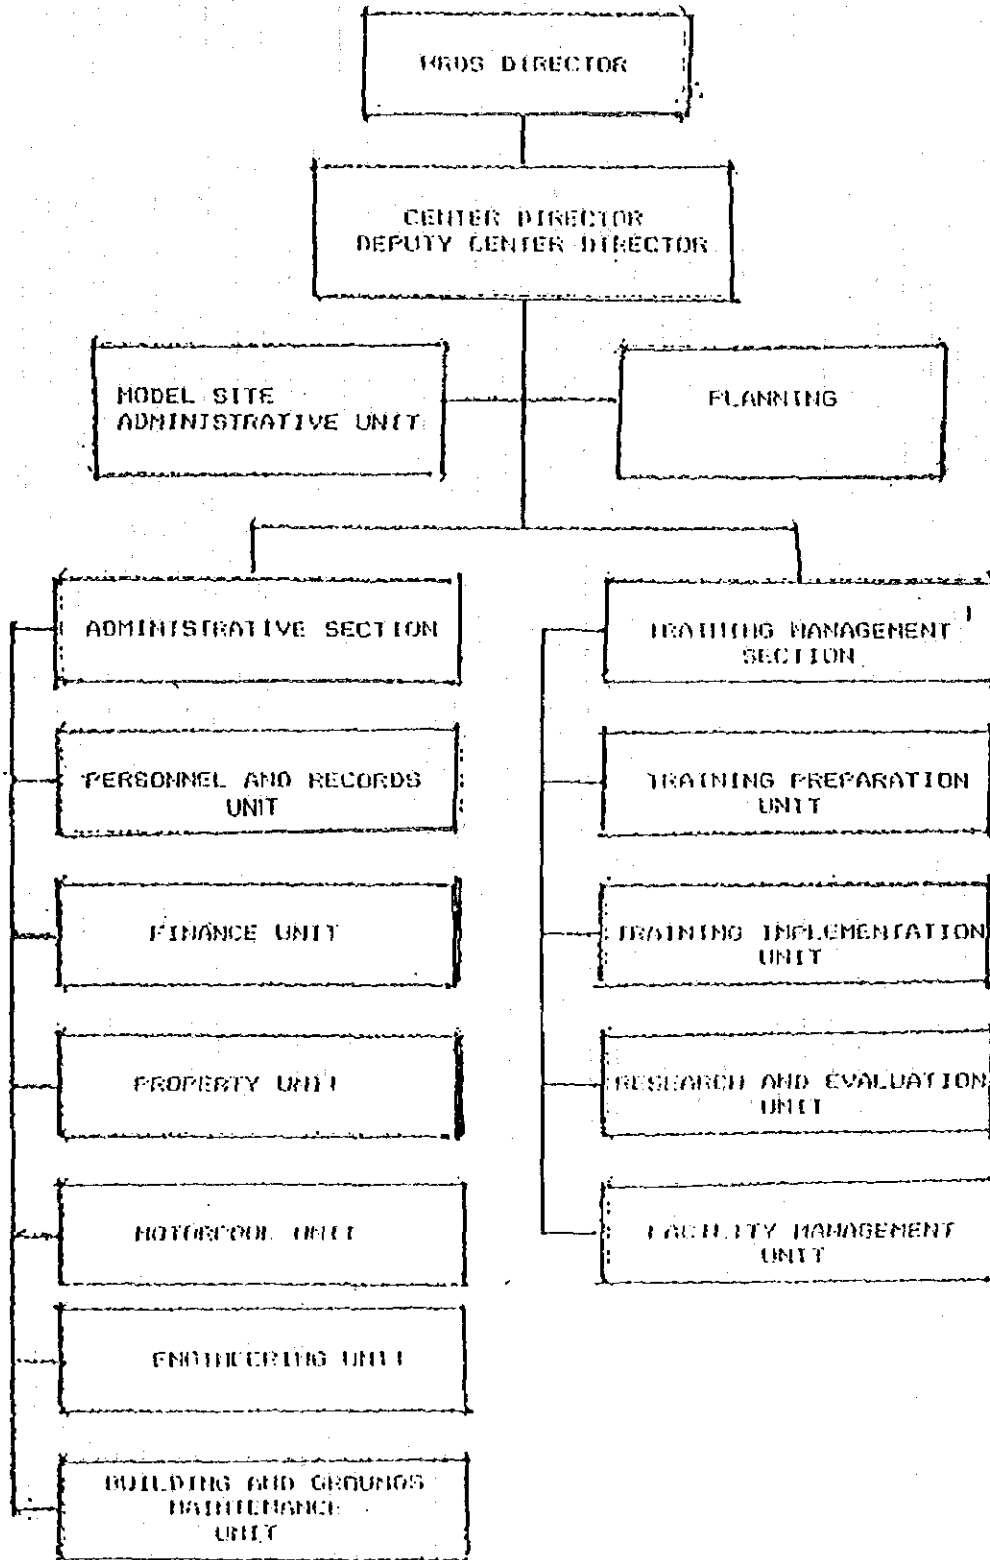 HRDS DIRECTOR
CENTER DIRECTOR
DEPUTY CENTER DIRECTOR
MODEL SITE
ADMINISTRATIVE UNIT
PLANNING
ADMINISTRATIVE SECTION
PERSONNEL AND RECORDS
UNIT
FINANCE UNIT
PROPERTY UNIT
MOTORPOOL UNIT
ENGINEERING UNIT
BUILDING AND GROUNDS
MAINTENANCE
UNIT
TRAINING MANAGEMENT
SECTION
TRAINING PREPARATION
UNIT
TRAINING IMPLEMENTATION
UNIT
RESEARCH AND EVALUATION
UNIT
FACILITY MANAGEMENT
UNIT